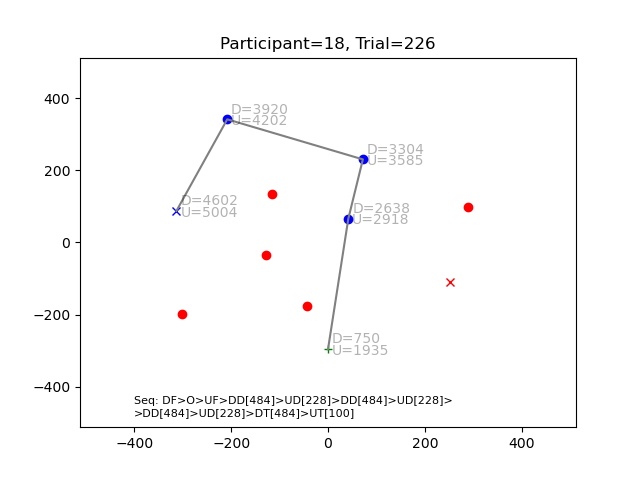 Participant=18, Trial=226
400
200
0
−200
−400
−400
−200
0
200
400
D=3920
U=4202
D=3304
U=3585
D=4602
U=5004
D=2638
U=2918
D=750
U=1935
Seq: DF>O>UF>DD[484]>UD[228]>DD[484]>UD[228]>
>DD[484]>UD[228]>DT[484]>UT[100]